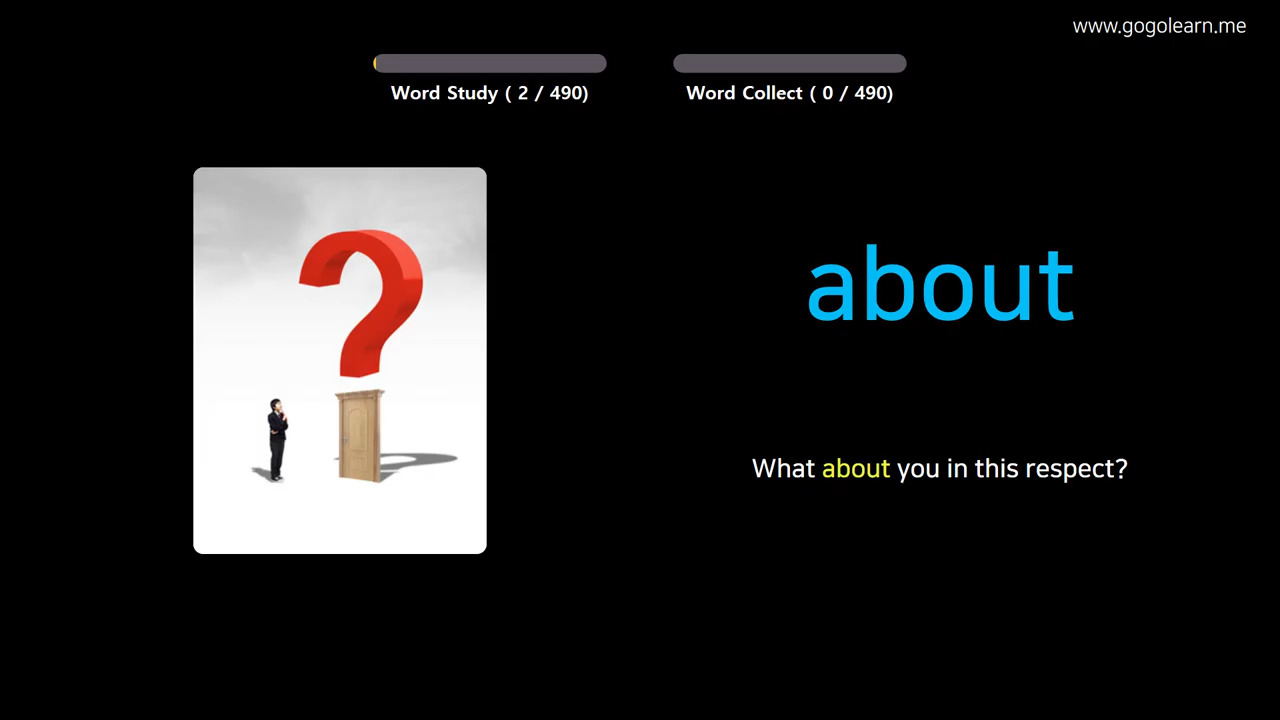 www.gogolearn.me
Word Study ( 2 / 490)
Word Collect ( 0 / 490)
about
What about you in this respect?